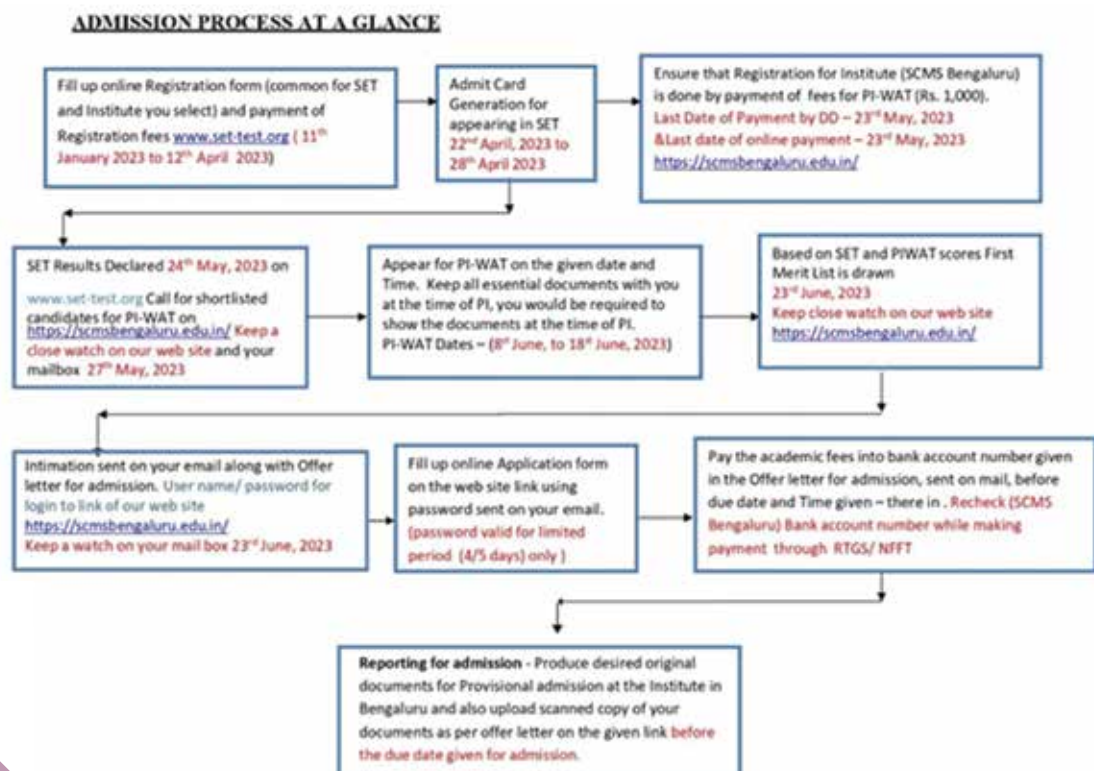 ADMISSION PROCESS AT A GLANCE
Fill up online Registration form (common for SET
and Institute you select) and payment of
Registration fees www.set-test.org ( 11th
January 2023 to 12th April 2023)
Admit Card
Generation for
appearing in SET
22nd April, 2023 to
28th April 2023
Ensure that Registration for Institute (SCMS Bengaluru)
is done by payment of fees for PI-WAT (Rs. 1,000).
Last Date of Payment by DD – 23rd May, 2023
&Last date of online payment – 23rd May, 2023
https://scmsbengaluru.edu.in/
SET Results Declared 24th May, 2023 on
www.set-test.org Call for shortlisted
candidates for PI-WAT on
https://scmsbengaluru.edu.in/ Keep a
close watch on our web site and your
mailbox 27th May, 2023
Appear for PI-WAT on the given date and
Time. Keep all essential documents with you
at the time of PI, you would be required to
show the documents at the time of PI.
PI-WAT Dates – (8th June, to 18st June, 2023)
Based on SET and PIWAT scores First
Merit List is drawn
23rd June, 2023
Keep close watch on our web site
https://scmsbengaluru.edu.in/
Intimation sent on your email along with Offer
letter for admission. User name/ password for
login to link of our web site
https://scmsbengaluru.edu.in/
Keep a watch on your mail box 23rd June, 2023
Fill up online Application form
on the web site link using
password sent on your email.
(password valid for limited
period (4/5 days) only )
Pay the academic fees into bank account number given
in the Offer letter for admission, sent on mail, before
due date and Time given – there in . Recheck (SCMS
Bengaluru) Bank account number while making
payment through RTGS/ NFFT
Reporting for admission - Produce desired original
documents for Provisional admission at the Institute in
Bengaluru and also upload scanned copy of your
documents as per offer letter on the given link before
the due date given for admission.